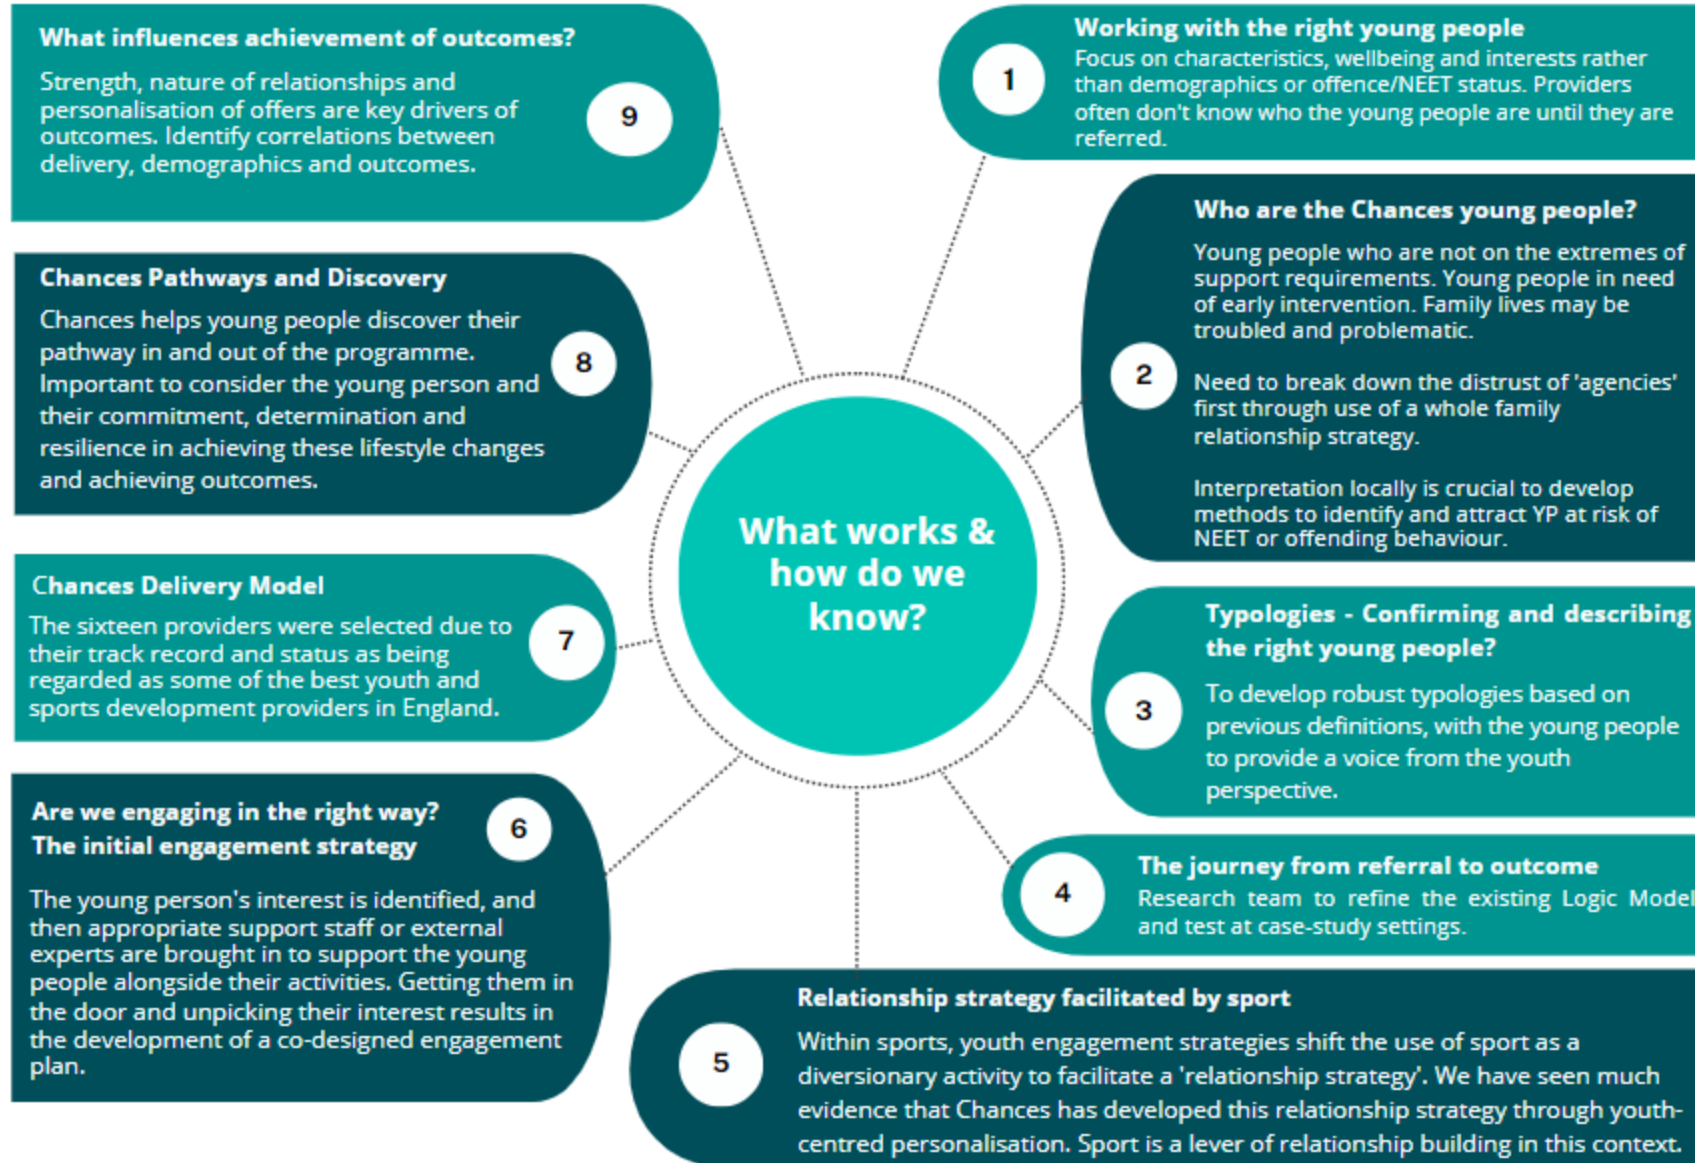 What influences achievement of outcomes?
Strength, nature of relationships and
personalisation of offers are key drivers of
outcomes. Identify correlations between
delivery, demographics and outcomes.
9
1
Working with the right young people
Focus on characteristics, wellbeing and interests rather
than demographics or offence/NEET status. Providers
often don't know who the young people are until they are
referred.
2
Who are the Chances young people?
Young people who are not on the extremes of
support requirements. Young people in need
of early intervention. Family lives may be
troubled and problematic.
Need to break down the distrust of 'agencies'
first through use of a whole family
relationship strategy.
Interpretation locally is crucial to develop
methods to identify and attract YP at risk of
NEET or offending behaviour.
Chances Pathways and Discovery
Chances helps young people discover their
pathway in and out of the programme.
Important to consider the young person and
their commitment, determination and
resilience in achieving these lifestyle changes
and achieving outcomes.
8
What works &
how do we
know?
Chances Delivery Model
The sixteen providers were selected due to
their track record and status as being
regarded as some of the best youth and
sports development providers in England.
7
3
Typologies - Confirming and describing
the right young people?
To develop robust typologies based on
previous definitions, with the young people
to provide a voice from the youth
perspective.
Are we engaging in the right way?
The initial engagement strategy
6
The young person's interest is identified, and
then appropriate support staff or external
experts are brought in to support the young
people alongside their activities. Getting them in
the door and unpicking their interest results in
the development of a co-designed engagement
plan.
4
The journey from referral to outcome
Research team to refine the existing Logic Model
and test at case-study settings.
5
Relationship strategy facilitated by sport
Within sports, youth engagement strategies shift the use of sport as a
diversionary activity to facilitate a 'relationship strategy'. We have seen much
evidence that Chances has developed this relationship strategy through youth-
centred personalisation. Sport is a lever of relationship building in this context.